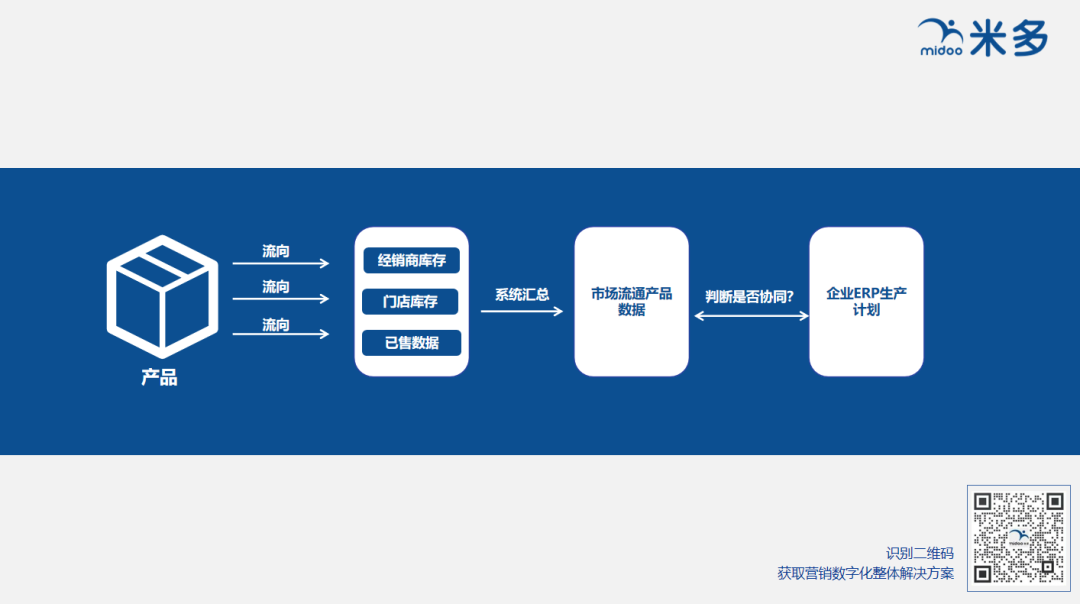 midoo 米多
流向
流向
流向
产品
经销商库存
门店库存
已售数据
系统汇总
市场流通产品
数据
判断是否协同?
企业ERP生产
计划
识别二维码
获取营销数字化整体解决方案